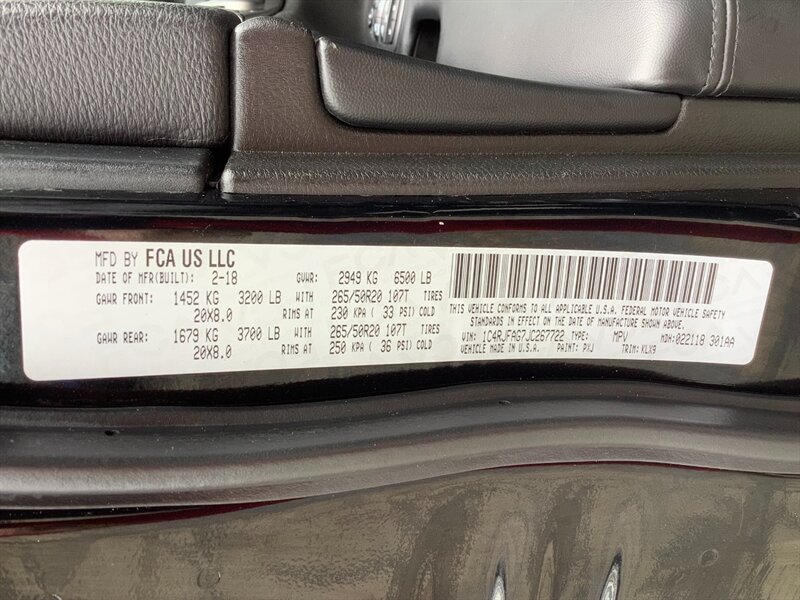 MFD BY FCA US LLC
DATE OF MFR(BUILT): 2-18 GVWR: 2949 KG 6500 LB
GAWR FRONT: 1452 KG 3200 LB WITH 265/50R20 107T TIRES
20X8.0 RIMS AT 230 KPA ( 33 PSI) COLD
GAWR REAR: 1679 KG 3700 LB WITH 265/50R20 107T TIRES
20X8.0 RIMS AT 250 KPA ( 36 PSI) COLD
THIS VEHICLE CONFORMS TO ALL APPLICABLE U.S.A. FEDERAL MOTOR VEHICLE SAFETY
STANDARDS IN EFFECT ON THE DATE OF MANUFACTURE SHOWN ABOVE.
VIN: 1C4RJFAG7JC267722 TYPE: MPV MDH: 022118 301AA
VEHICLE MADE IN U.S.A. PAINT: PXJ TRIM: KLX9